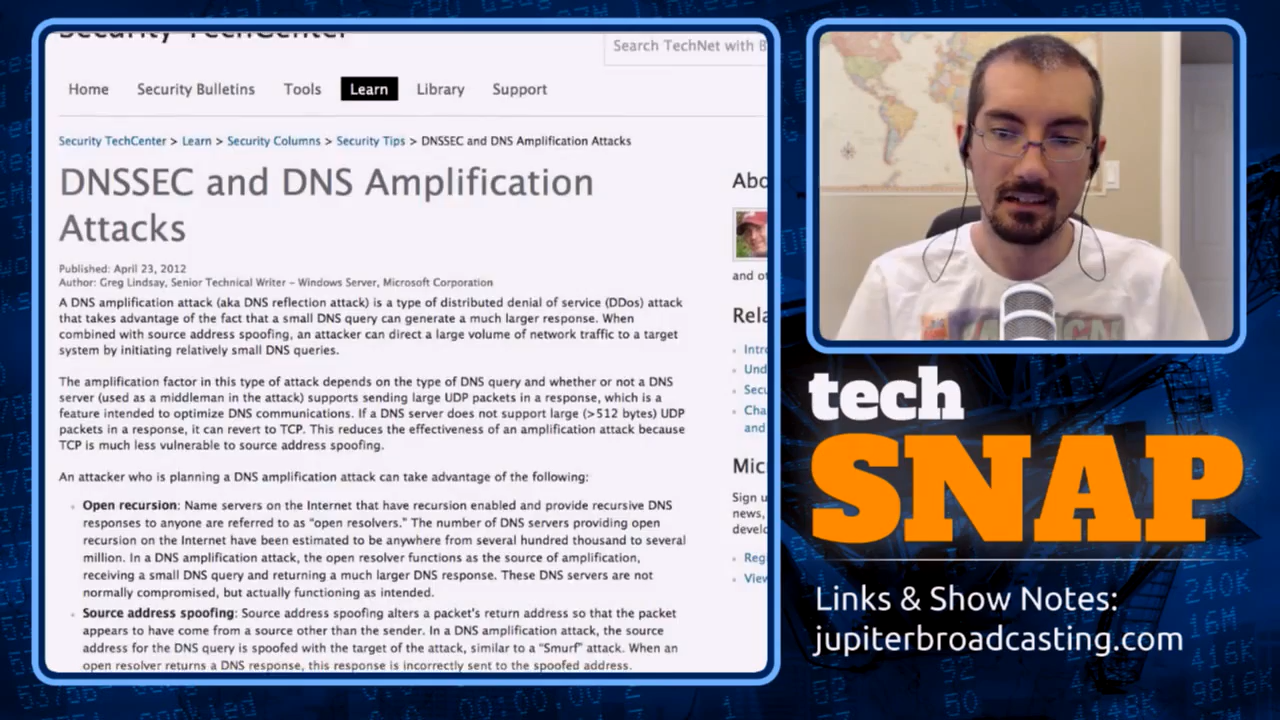 Security TechCenter
Search TechNet with B
Home Security Bulletins Tools Learn Library Support
Security TechCenter > Learn > Security Columns > Security Tips > DNSSEC and DNS Amplification Attacks
DNSSEC and DNS Amplification
Attacks
Published: April 23, 2012
Author: Greg Lindsay, Senior Technical Writer – Windows Server, Microsoft Corporation
A DNS amplification attack (aka DNS reflection attack) is a type of distributed denial of service (DDos) attack
that takes advantage of the fact that a small DNS query can generate a much larger response. When
combined with source address spoofing, an attacker can direct a large volume of network traffic to a target
system by initiating relatively small DNS queries.
The amplification factor in this type of attack depends on the type of DNS query and whether or not a DNS
server (used as a middleman in the attack) supports sending large UDP packets in a response, which is a
feature intended to optimize DNS communications. If a DNS server does not support large (>512 bytes) UDP
packets in a response, it can revert to TCP. This reduces the effectiveness of an amplification attack because
TCP is much less vulnerable to source address spoofing.
An attacker who is planning a DNS amplification attack can take advantage of the following:
Open recursion: Name servers on the Internet that have recursion enabled and provide recursive DNS
responses to anyone are referred to as "open resolvers." The number of DNS servers providing open
recursion on the Internet have been estimated to be anywhere from several hundred thousand to several
million. In a DNS amplification attack, the open resolver functions as the source of amplification,
receiving a small DNS query and returning a much larger DNS response. These DNS servers are not
normally compromised, but actually functioning as intended.
Source address spoofing: Source address spoofing alters a packet's return address so that the packet
appears to have come from a source other than the sender. In a DNS amplification attack, the source
address for the DNS query is spoofed with the target of the attack, similar to a "Smurf" attack. When an
open resolver returns a DNS response, this response is incorrectly sent to the spoofed address.
Abo
and ot
Rela
Intro
Und
Secu
Cha
and
Mic
Sign u
news,
develo
Regi
View
tech
SNAP
Links & Show Notes:
jupiterbroadcasting.com